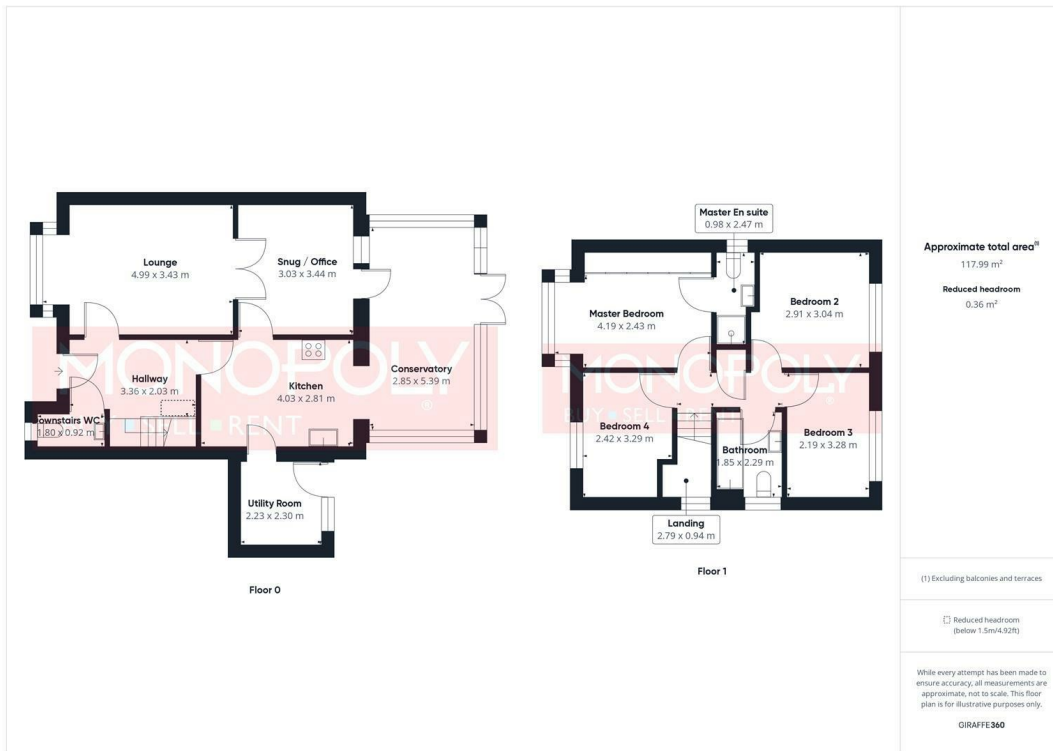 Lounge
4.99 x 3.43 m
Snug / Office
3.03 x 3.44 m
Hallway
3.36 x 2.03 m
Kitchen
4.03 x 2.81 m
Conservatory
2.85 x 5.39 m
Downstairs WC
1.80 x 0.92 m
Utility Room
2.23 x 2.30 m
Floor 0
MONOPOLY
SELL RENT
Master En suite
0.98 x 2.47 m
Master Bedroom
4.19 x 2.43 m
Bedroom 2
2.91 x 3.04 m
MONOPOLY
BUY SELL RENT
Bedroom 4
2.42 x 3.29 m
Bathroom
1.85 x 2.29 m
Bedroom 3
2.19 x 3.28 m
Landing
2.79 x 0.94 m
Floor 1
Approximate total area(1)
117.99 m²
Reduced headroom
0.36 m²
(1) Excluding balconies and terraces
Reduced headroom
(below 1.5m/4.92ft)
While every attempt has been made to
ensure accuracy, all measurements are
approximate, not to scale. This floor
plan is for illustrative purposes only.
GIRAFFE360